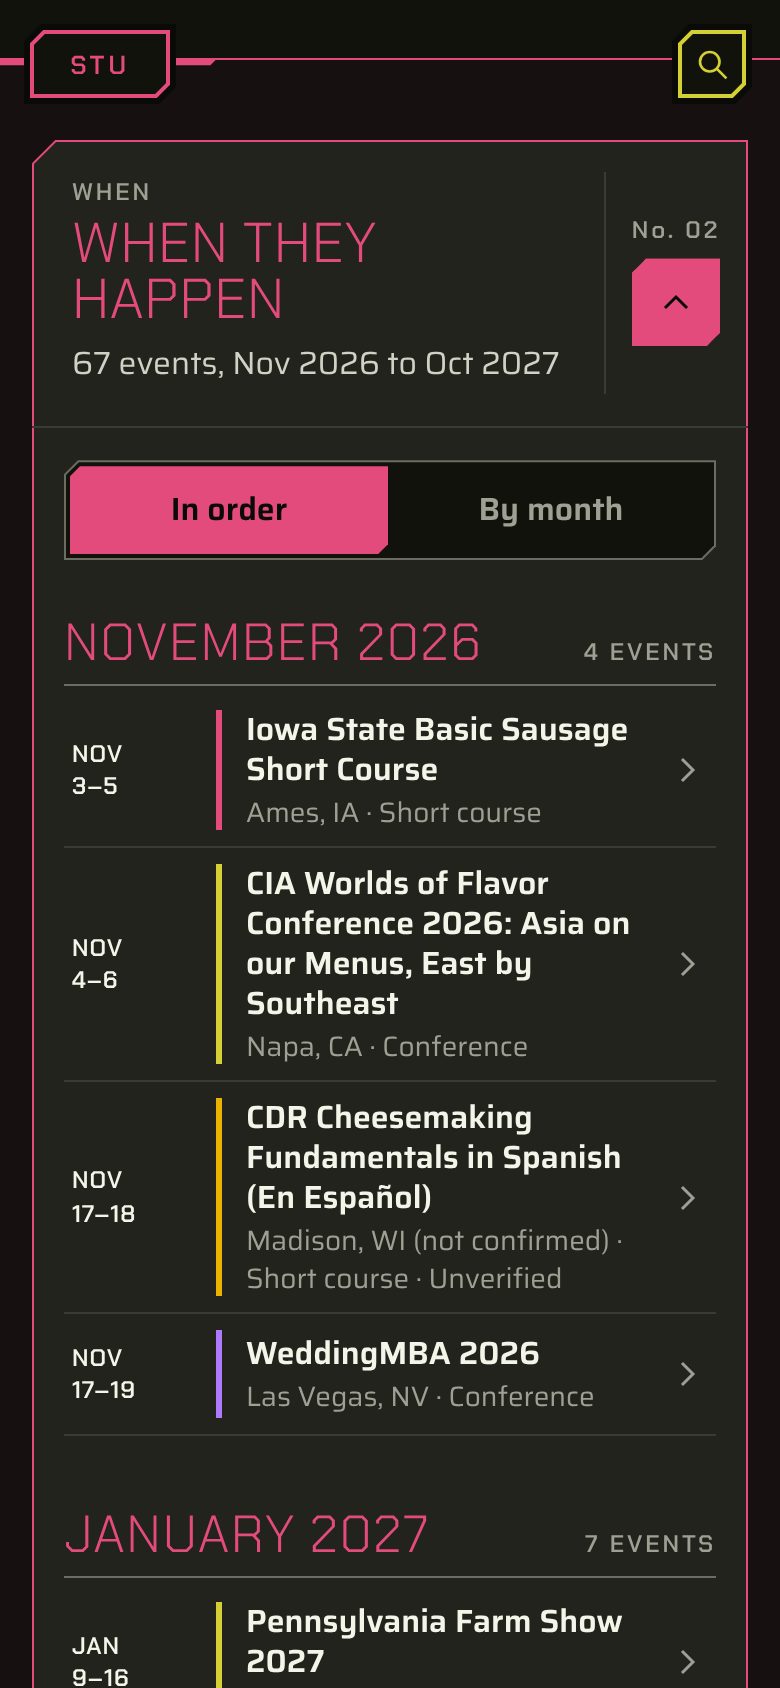 STU
WHEN
WHEN THEY
HAPPEN
67 events, Nov 2026 to Oct 2027
No. 02
In order
By month
NOVEMBER 2026
4 EVENTS
NOV
3–5
Iowa State Basic Sausage
Short Course
Ames, IA · Short course
NOV
4–6
CIA Worlds of Flavor
Conference 2026: Asia on
our Menus, East by
Southeast
Napa, CA · Conference
NOV
17–18
CDR Cheesemaking
Fundamentals in Spanish
(En Español)
Madison, WI (not confirmed) ·
Short course · Unverified
NOV
17–19
WeddingMBA 2026
Las Vegas, NV · Conference
JANUARY 2027
7 EVENTS
JAN
9–16
Pennsylvania Farm Show
2027